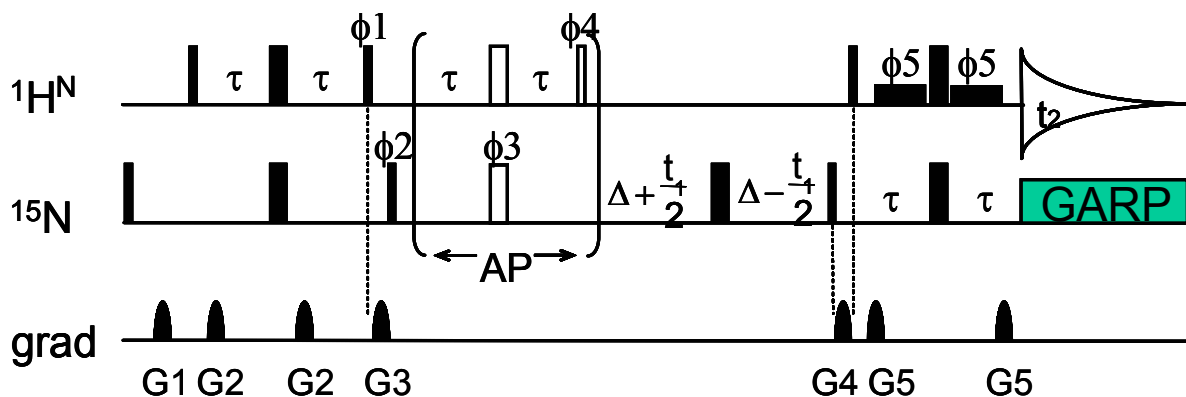 ϕ1 ϕ4
¹Hᴺ τ τ τ τ ϕ5 ϕ5 t₂
ϕ2 ϕ3
¹⁵N Δ + t₁/2 Δ − t₁/2 τ τ GARP
AP
grad
G1 G2 G2 G3 G4 G5 G5